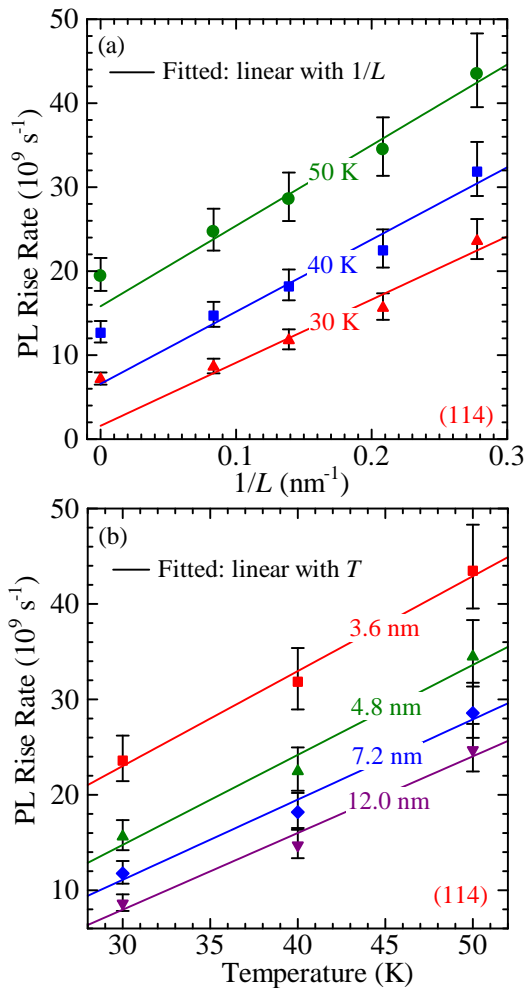 (a)
Fitted: linear with 1/L
50 K
40 K
30 K
(114)
PL Rise Rate (10⁹ s⁻¹)
50
40
30
20
10
0
0 0.1 0.2 0.3
1/L (nm⁻¹)
(b)
Fitted: linear with T
3.6 nm
4.8 nm
7.2 nm
12.0 nm
(114)
PL Rise Rate (10⁹ s⁻¹)
50
40
30
20
10
30 35 40 45 50
Temperature (K)